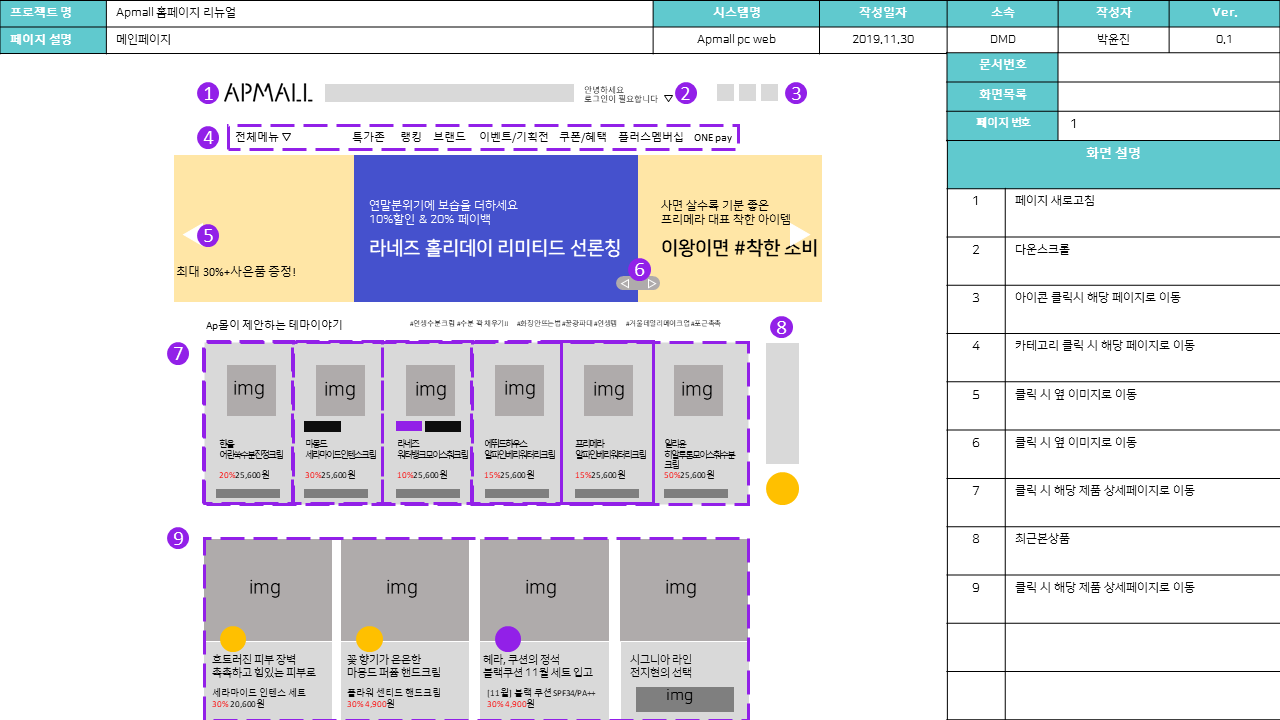 프로젝트 명 Apmall 홈페이지 리뉴얼 시스템명 작성일자 소속 작성자 Ver.
페이지 설명 메인페이지 Apmall pc web 2019.11.30 DMD 박윤진 0.1
문서번호
화면목록
페이지 번호 1
화면 설명
1 페이지 새로고침
2 다운스크롤
3 아이콘 클릭시 해당 페이지로 이동
4 카테고리 클릭 시 해당 페이지로 이동
5 클릭 시 옆 이미지로 이동
6 클릭 시 옆 이미지로 이동
7 클릭 시 해당 제품 상세페이지로 이동
8 최근본상품
9 클릭 시 해당 제품 상세페이지로 이동
1 APMALL
안녕하세요
로그인이 필요합니다 ▽ 2 3
4 전체메뉴 ▽ 특가존 랭킹 브랜드 이벤트/기획전 쿠폰/혜택 플러스멤버십 ONE pay
5
최대 30%+사은품 증정!
연말분위기에 보습을 더하세요
10%할인 & 20% 페이백
라네즈 홀리데이 리미티드 선론칭
사면 살수록 기분 좋은
프리메라 대표 착한 아이템
이왕이면 #착한 소비
6
Ap몰이 제안하는 테마이야기 #인생수분크림 #수분 꽉 채우기!! #화장안뜨는법 #꿀광파데 #인생템 #겨울데일리메이크업 #포근촉촉
8
7
img img img img img img
한율
어린쑥수분진정크림
20%25,600원
마몽드
세라마이드인텐스크림
30%25,600원
라네즈
워터뱅크모이스춰크림
10%25,600원
에뛰드하우스
알파인베리워터리크림
15%25,600원
프리메라
알파인베리워터리크림
15%25,600원
일리윤
히알루론모이스춰수분
크림
50%25,600원
9
img img img img
흐트러진 피부 장벽
촉촉하고 힘있는 피부로
세라마이드 인텐스 세트
30% 20,600원
꽃 향기가 은은한
마몽드 퍼퓸 핸드크림
플라워 센티드 핸드크림
30% 4,900원
헤라, 쿠션의 정석
블랙쿠션 11월 세트 입고
[11월] 블랙 쿠션 SPF34/PA++
30% 4,900원
시그니아 라인
전지현의 선택
img